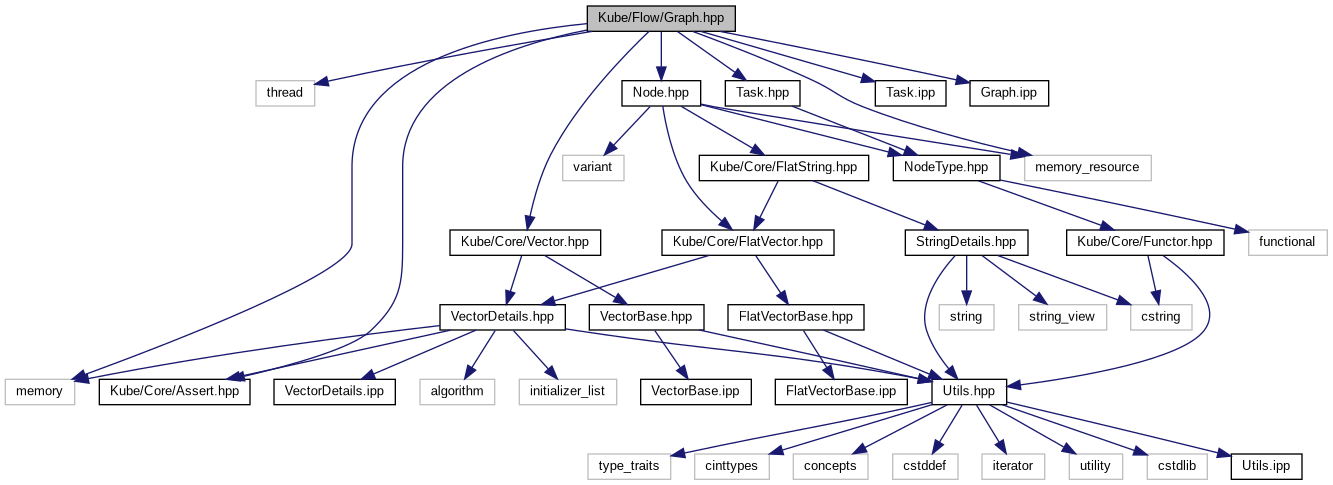 Kube/Flow/Graph.hpp
thread
Node.hpp
Task.hpp
Task.ipp
Graph.ipp
variant
Kube/Core/FlatString.hpp
NodeType.hpp
memory_resource
Kube/Core/Vector.hpp
Kube/Core/FlatVector.hpp
StringDetails.hpp
Kube/Core/Functor.hpp
functional
VectorDetails.hpp
VectorBase.hpp
FlatVectorBase.hpp
string
string_view
cstring
memory
Kube/Core/Assert.hpp
VectorDetails.ipp
algorithm
initializer_list
VectorBase.ipp
FlatVectorBase.ipp
Utils.hpp
type_traits
cinttypes
concepts
cstddef
iterator
utility
cstdlib
Utils.ipp